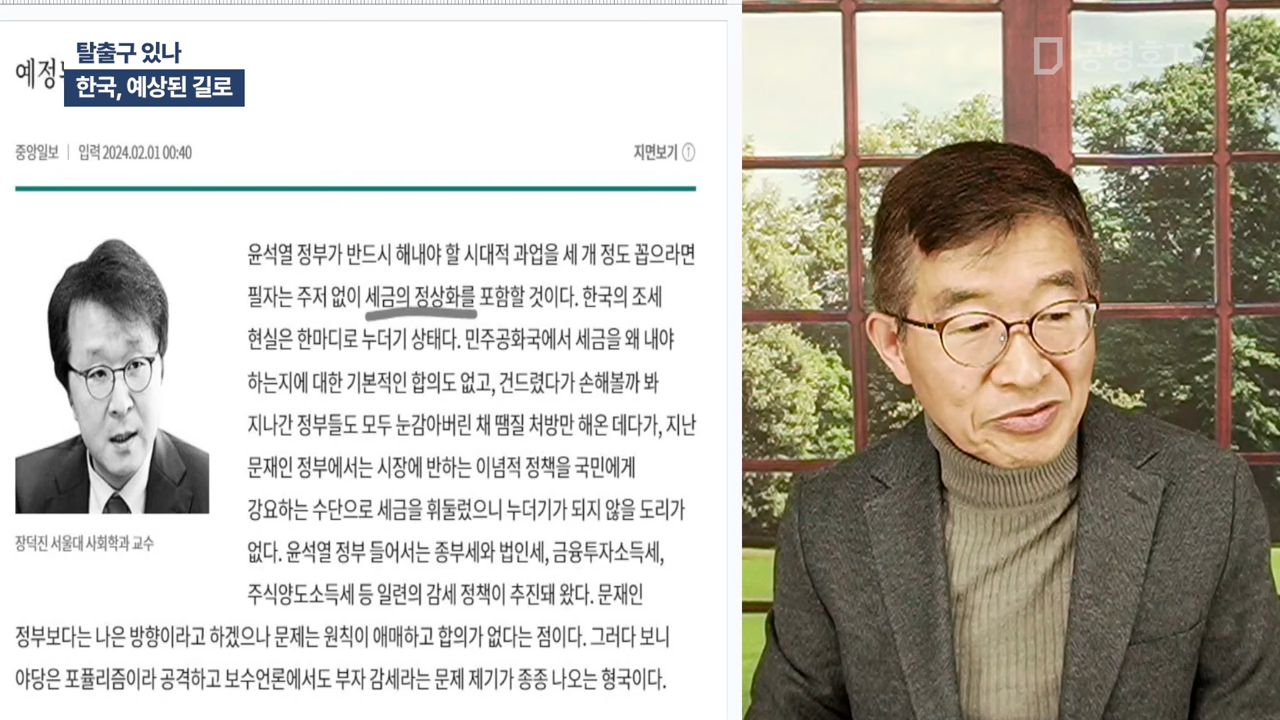 탈출구 있나
예정
한국, 예상된 길로
공병호TV
중앙일보 | 입력 2024.02.01 00:40
지면보기
윤석열 정부가 반드시 해내야 할 시대적 과업을 세 개 정도 꼽으라면
필자는 주저 없이 세금의 정상화를 포함할 것이다. 한국의 조세
현실은 한마디로 누더기 상태다. 민주공화국에서 세금을 왜 내야
하는지에 대한 기본적인 합의도 없고, 건드렸다가 손해볼까 봐
지나간 정부들도 모두 눈감아버린 채 땜질 처방만 해온 데다가, 지난
문재인 정부에서는 시장에 반하는 이념적 정책을 국민에게
강요하는 수단으로 세금을 휘둘렀으니 누더기가 되지 않을 도리가
없다. 윤석열 정부 들어서는 종부세와 법인세, 금융투자소득세,
주식양도소득세 등 일련의 감세 정책이 추진돼 왔다. 문재인
정부보다는 나은 방향이라고 하겠으나 문제는 원칙이 애매하고 합의가 없다는 점이다. 그러다 보니
야당은 포퓰리즘이라 공격하고 보수언론에서도 부자 감세라는 문제 제기가 종종 나오는 형국이다.
장덕진 서울대 사회학과 교수